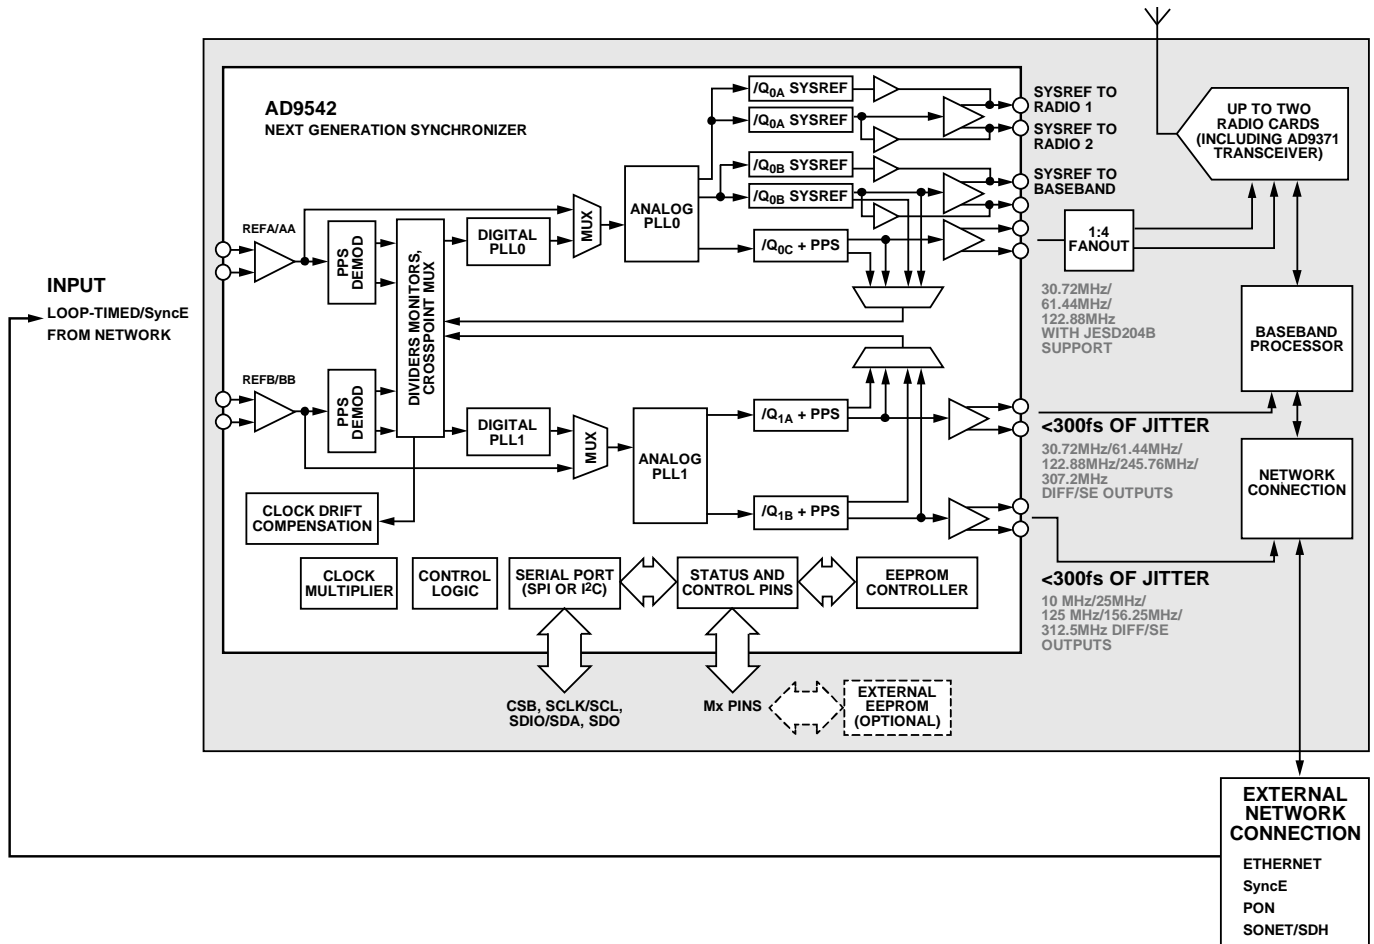 AD9542
NEXT GENERATION SYNCHRONIZER
/Q0A SYSREF
/Q0A SYSREF
/Q0B SYSREF
/Q0B SYSREF
/Q0C + PPS
SYSREF TO
RADIO 1
SYSREF TO
RADIO 2
SYSREF TO
BASEBAND
UP TO TWO
RADIO CARDS
(INCLUDING AD9371
TRANSCEIVER)
1:4
FANOUT
30.72MHz/
61.44MHz/
122.88MHz
WITH JESD204B
SUPPORT
BASEBAND
PROCESSOR
INPUT
LOOP-TIMED/SyncE
FROM NETWORK
REFA/AA
PPS
DEMOD
DIVIDERS MONITORS,
CROSSPOINT MUX
DIGITAL
PLL0
MUX
ANALOG
PLL0
REFB/BB
PPS
DEMOD
DIGITAL
PLL1
MUX
ANALOG
PLL1
/Q1A + PPS
/Q1B + PPS
<300fs OF JITTER
30.72MHz/61.44MHz/
122.88MHz/245.76MHz/
307.2MHz
DIFF/SE OUTPUTS
NETWORK
CONNECTION
<300fs OF JITTER
10 MHz/25MHz/
125 MHz/156.25MHz/
312.5MHz DIFF/SE
OUTPUTS
CLOCK DRIFT
COMPENSATION
CLOCK
MULTIPLIER
CONTROL
LOGIC
SERIAL PORT
(SPI OR I2C)
STATUS AND
CONTROL PINS
EEPROM
CONTROLLER
CSB, SCLK/SCL,
SDIO/SDA, SDO
Mx PINS
EXTERNAL
EEPROM
(OPTIONAL)
EXTERNAL
NETWORK
CONNECTION
ETHERNET
SyncE
PON
SONET/SDH